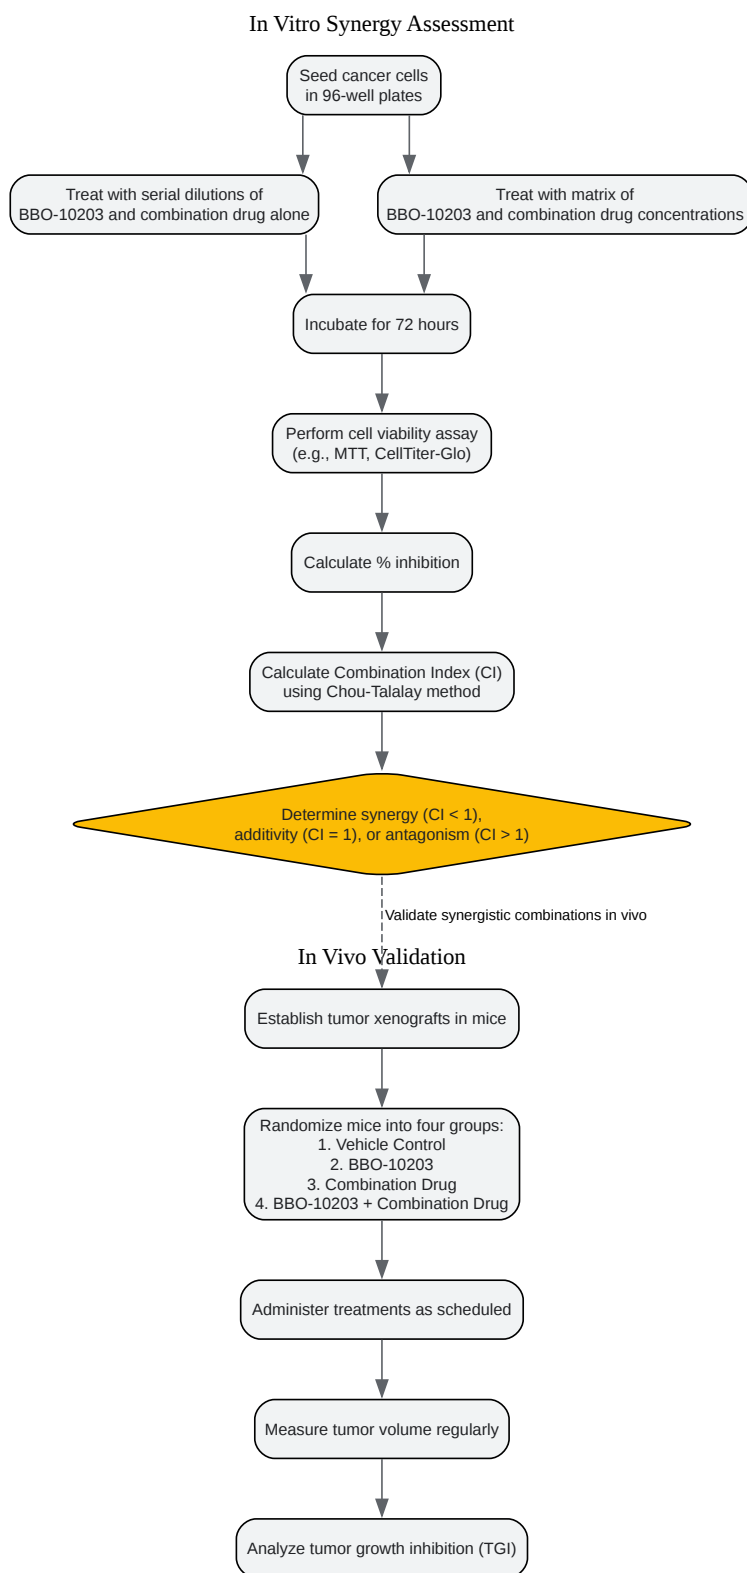 In Vitro Synergy Assessment
Seed cancer cells
in 96-well plates
Treat with serial dilutions of
BBO-10203 and combination drug alone
Treat with matrix of
BBO-10203 and combination drug concentrations
Incubate for 72 hours
Perform cell viability assay
(e.g., MTT, CellTiter-Glo)
Calculate % inhibition
Calculate Combination Index (CI)
using Chou-Talalay method
Determine synergy (CI < 1),
additivity (CI = 1), or antagonism (CI > 1)
Validate synergistic combinations in vivo
In Vivo Validation
Establish tumor xenografts in mice
Randomize mice into four groups:
1. Vehicle Control
2. BBO-10203
3. Combination Drug
4. BBO-10203 + Combination Drug
Administer treatments as scheduled
Measure tumor volume regularly
Analyze tumor growth inhibition (TGI)